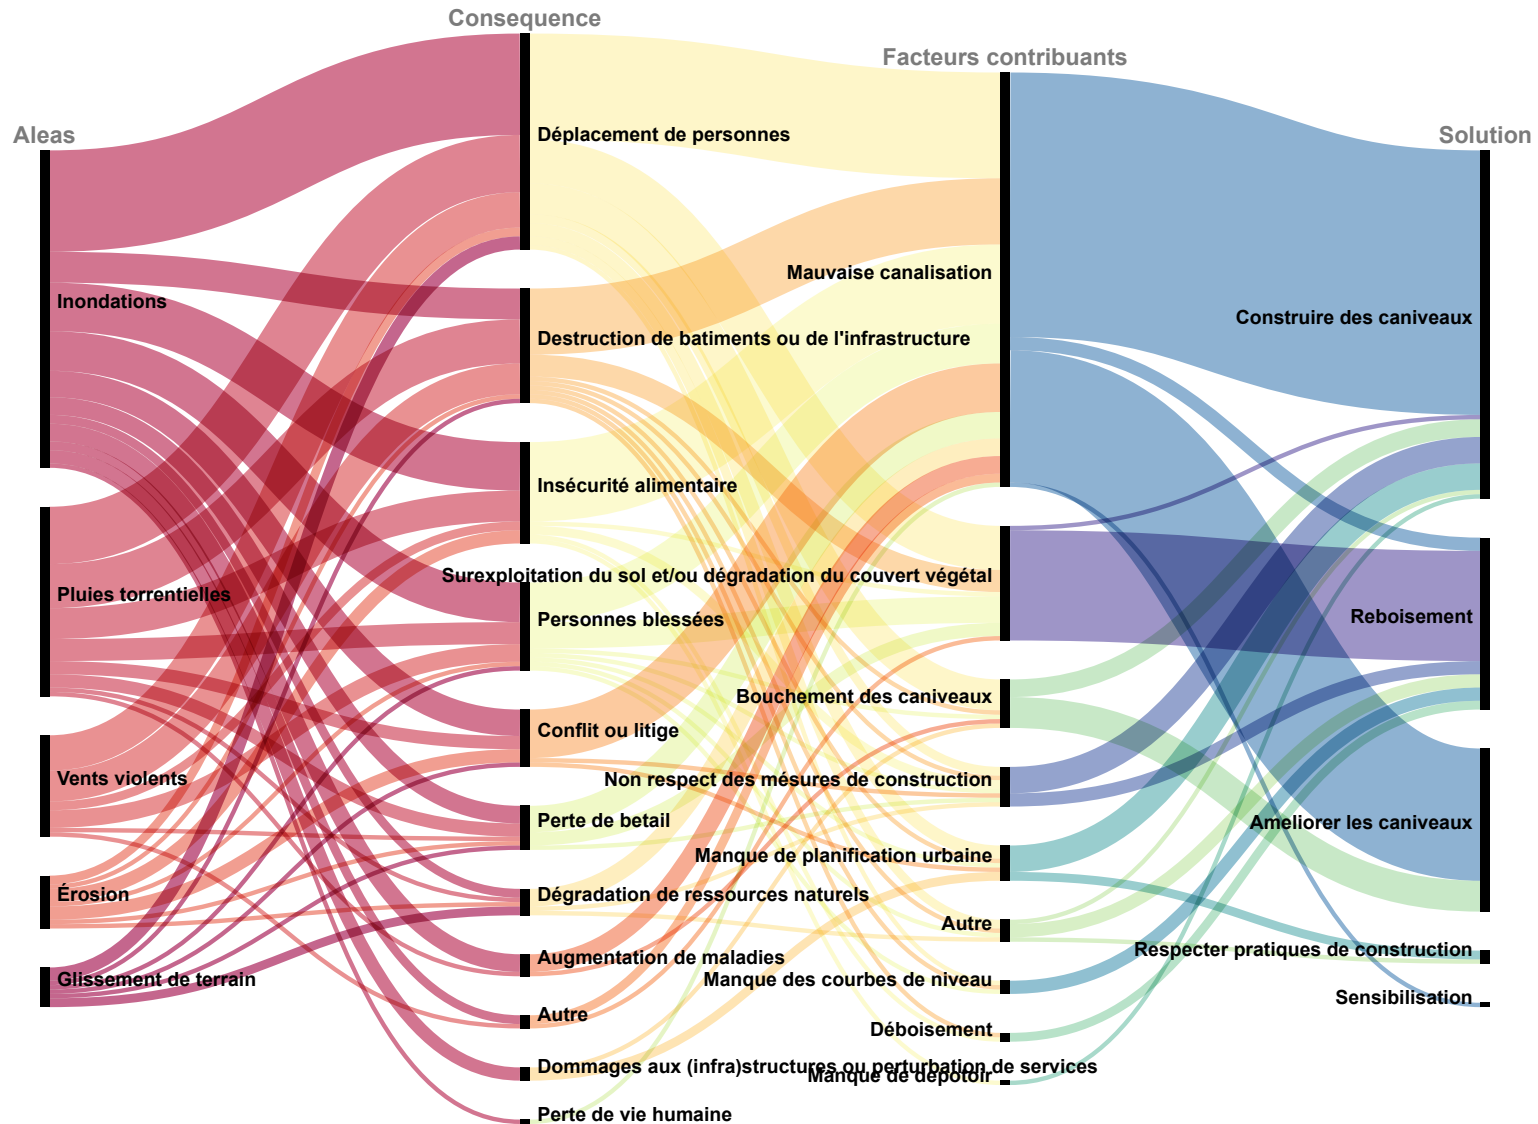 Aleas
Inondations
Pluies torrentielles
Vents violents
Érosion
Glissement de terrain
Consequence
Déplacement de personnes
Destruction de batiments ou de l'infrastructure
Insécurité alimentaire
Personnes blessées
Conflit ou litige
Perte de betail
Dégradation de ressources naturels
Augmentation de maladies
Autre
Dommages aux (infra)structures ou perturbation de services
Perte de vie humaine
Facteurs contribuants
Mauvaise canalisation
Surexploitation du sol et/ou dégradation du couvert végétal
Bouchement des caniveaux
Non respect des mésures de construction
Manque de planification urbaine
Autre
Manque des courbes de niveau
Déboisement
Manque de dépotoir
Solution
Construire des caniveaux
Reboisement
Ameliorer les caniveaux
Respecter pratiques de construction
Sensibilisation